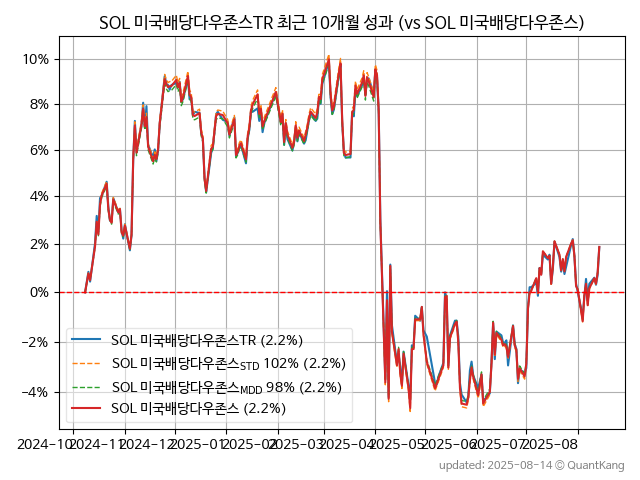 SOL 미국배당다우존스TR 최근 10개월 성과 (vs SOL 미국배당다우존스)
10%
8%
6%
4%
2%
0%
−2%
−4%
SOL 미국배당다우존스TR (2.2%)
SOL 미국배당다우존스STD 102% (2.2%)
SOL 미국배당다우존스MDD 98% (2.2%)
SOL 미국배당다우존스 (2.2%)
2024-10 2024-11 2024-12 2025-01 2025-02 2025-03 2025-04 2025-05 2025-06 2025-07 2025-08
updated: 2025-08-14 © QuantKang